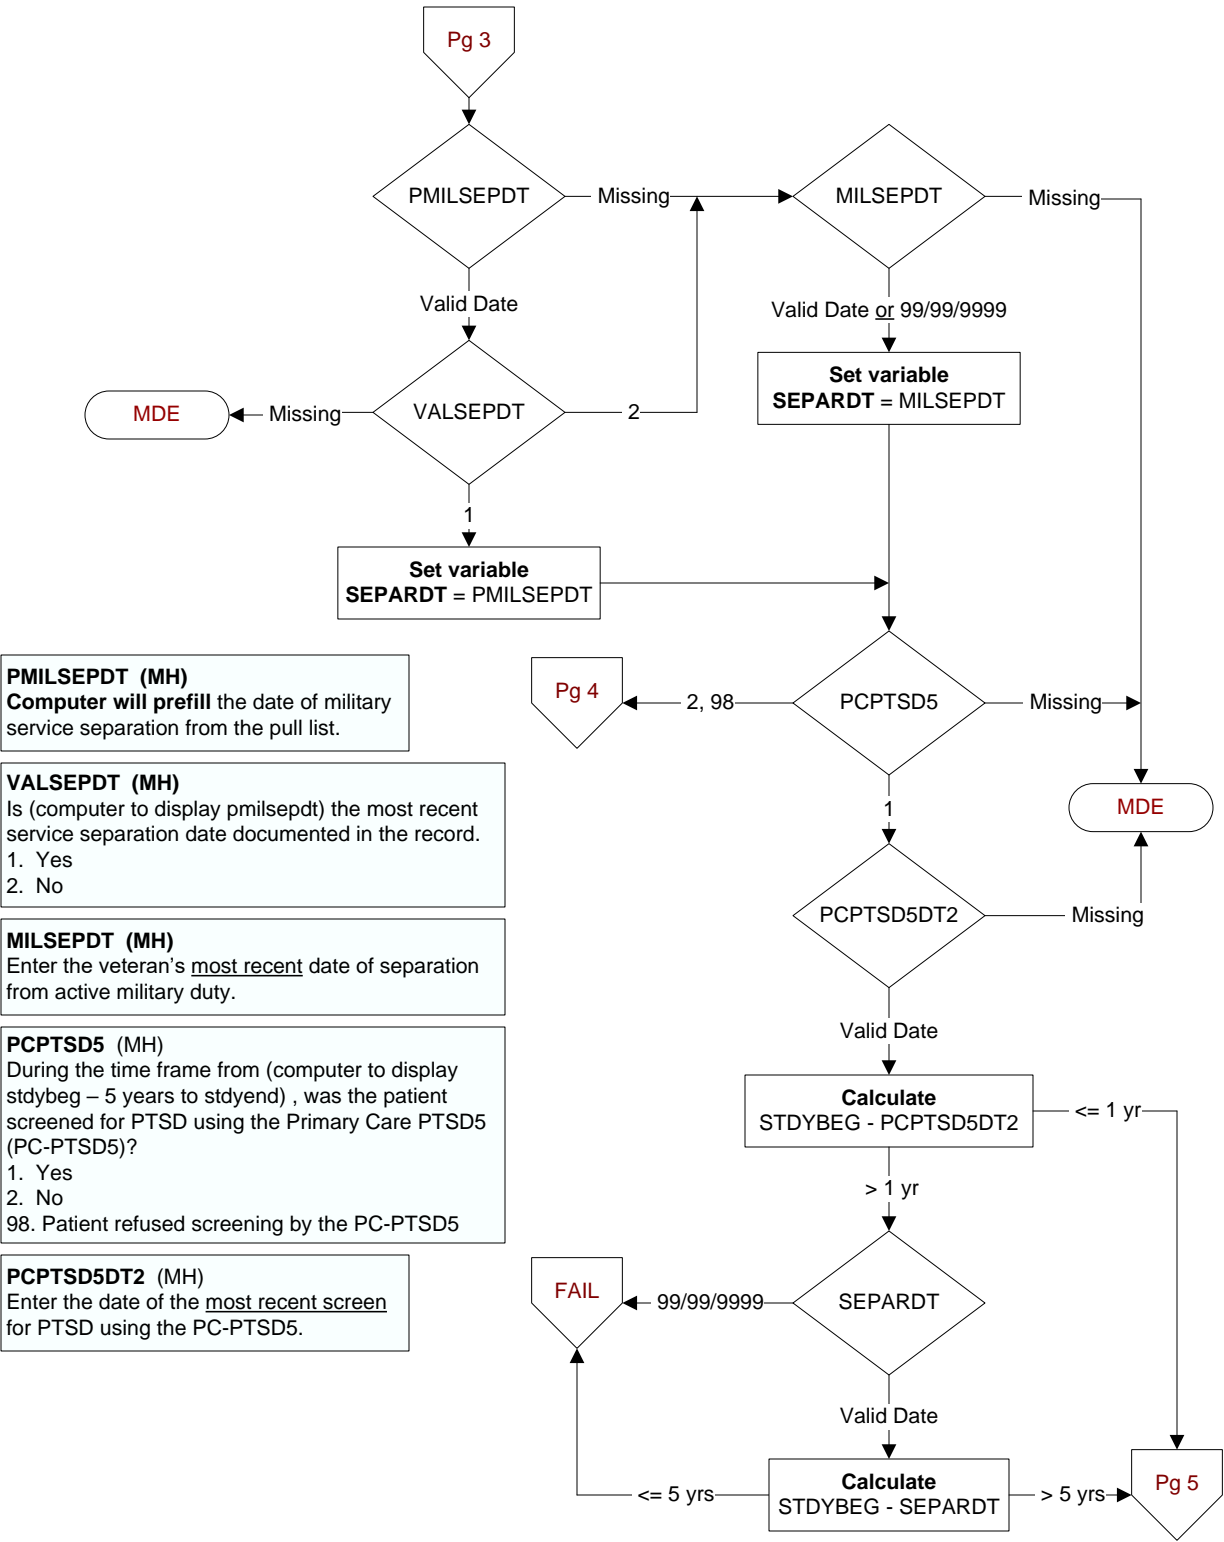 Pg 3
PMILSEPDT
Missing
MILSEPDT
Missing
Valid Date
Valid Date or 99/99/9999
Set variable
SEPARDT = MILSEPDT
MDE
Missing
VALSEPDT
2
1
Set variable
SEPARDT = PMILSEPDT
Pg 4
2, 98
PCPTSD5
Missing
MDE
1
PCPTSD5DT2
Missing
Valid Date
Calculate
STDYBEG - PCPTSD5DT2
<= 1 yr
> 1 yr
FAIL
99/99/9999
SEPARDT
Valid Date
<= 5 yrs
Calculate
STDYBEG - SEPARDT
> 5 yrs
Pg 5
PMILSEPDT (MH)
Computer will prefill the date of military
service separation from the pull list.
VALSEPDT (MH)
Is (computer to display pmilsepdt) the most recent
service separation date documented in the record.
1. Yes
2. No
MILSEPDT (MH)
Enter the veteran's most recent date of separation
from active military duty.
PCPTSD5 (MH)
During the time frame from (computer to display
stdybeg – 5 years to stdyend) , was the patient
screened for PTSD using the Primary Care PTSD5
(PC-PTSD5)?
1. Yes
2. No
98. Patient refused screening by the PC-PTSD5
PCPTSD5DT2 (MH)
Enter the date of the most recent screen
for PTSD using the PC-PTSD5.